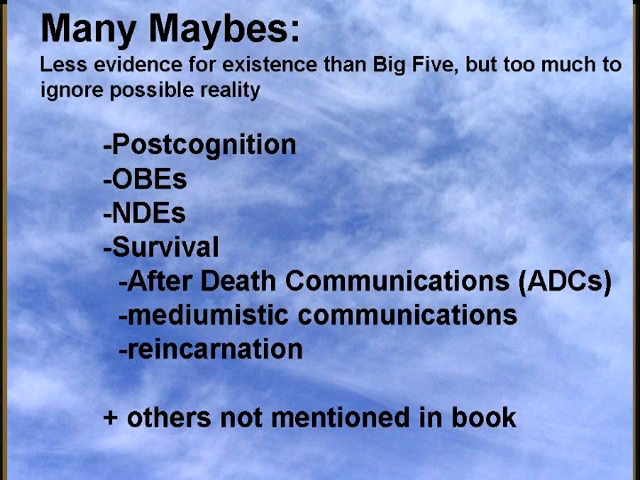 Many Maybes:
Less evidence for existence than Big Five, but too much to
ignore possible reality
-Postcognition
-OBEs
-NDEs
-Survival
-After Death Communications (ADCs)
-mediumistic communications
-reincarnation
+ others not mentioned in book